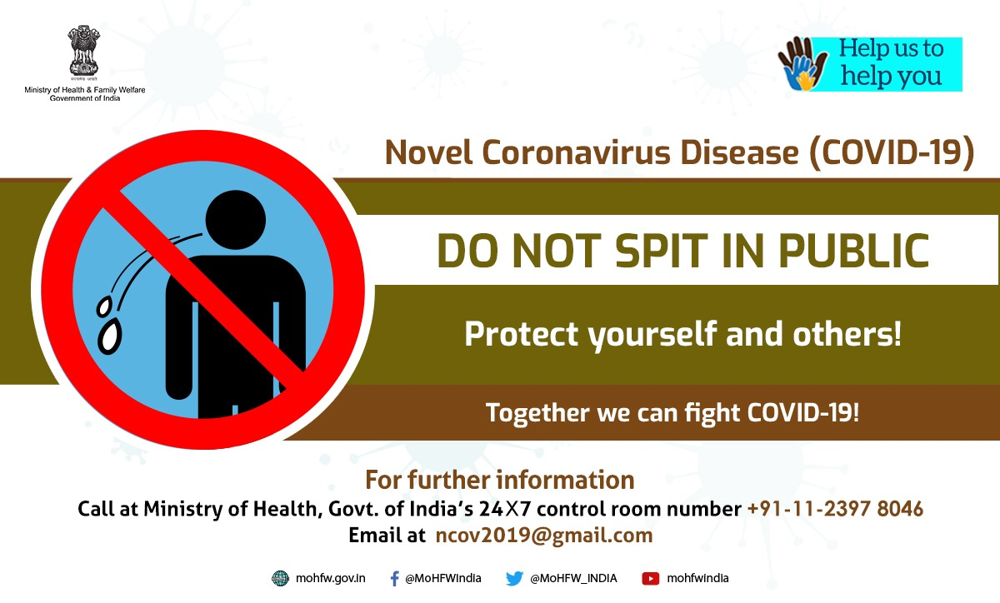 Ministry of Health & Family Welfare
Government of India
Help us to
help you
Novel Coronavirus Disease (COVID-19)
DO NOT SPIT IN PUBLIC
Protect yourself and others!
Together we can fight COVID-19!
For further information
Call at Ministry of Health, Govt. of India’s 24X7 control room number +91-11-2397 8046
Email at ncov2019@gmail.com
mohfw.gov.in @MoHFWIndia @MoHFW_INDIA mohfwindia